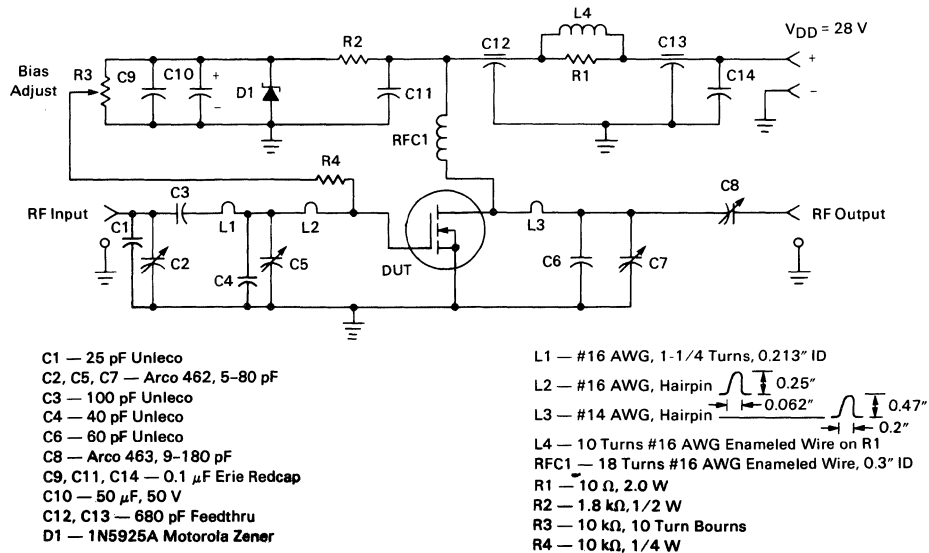 L4
V_DD = 28 V
R2
C12
C13
+
Bias
Adjust
R3
C9
C10
+
–
D1
C11
R1
C14
–
RFC1
R4
RF Input
C3
C8
RF Output
C1
L1
L2
L3
C2
C4
C5
DUT
C6
C7
C1 — 25 pF Unleco
C2, C5, C7 — Arco 462, 5-80 pF
C3 — 100 pF Unleco
C4 — 40 pF Unleco
C6 — 60 pF Unleco
C8 — Arco 463, 9-180 pF
C9, C11, C14 — 0.1 μF Erie Redcap
C10 — 50 μF, 50 V
C12, C13 — 680 pF Feedthru
D1 — 1N5925A Motorola Zener
L1 — #16 AWG, 1-1/4 Turns, 0.213″ ID
L2 — #16 AWG, Hairpin 0.25″
0.062″
L3 — #14 AWG, Hairpin 0.47″
0.2″
L4 — 10 Turns #16 AWG Enameled Wire on R1
RFC1 — 18 Turns #16 AWG Enameled Wire, 0.3″ ID
R1 — 10 Ω, 2.0 W
R2 — 1.8 kΩ, 1/2 W
R3 — 10 kΩ, 10 Turn Bourns
R4 — 10 kΩ, 1/4 W